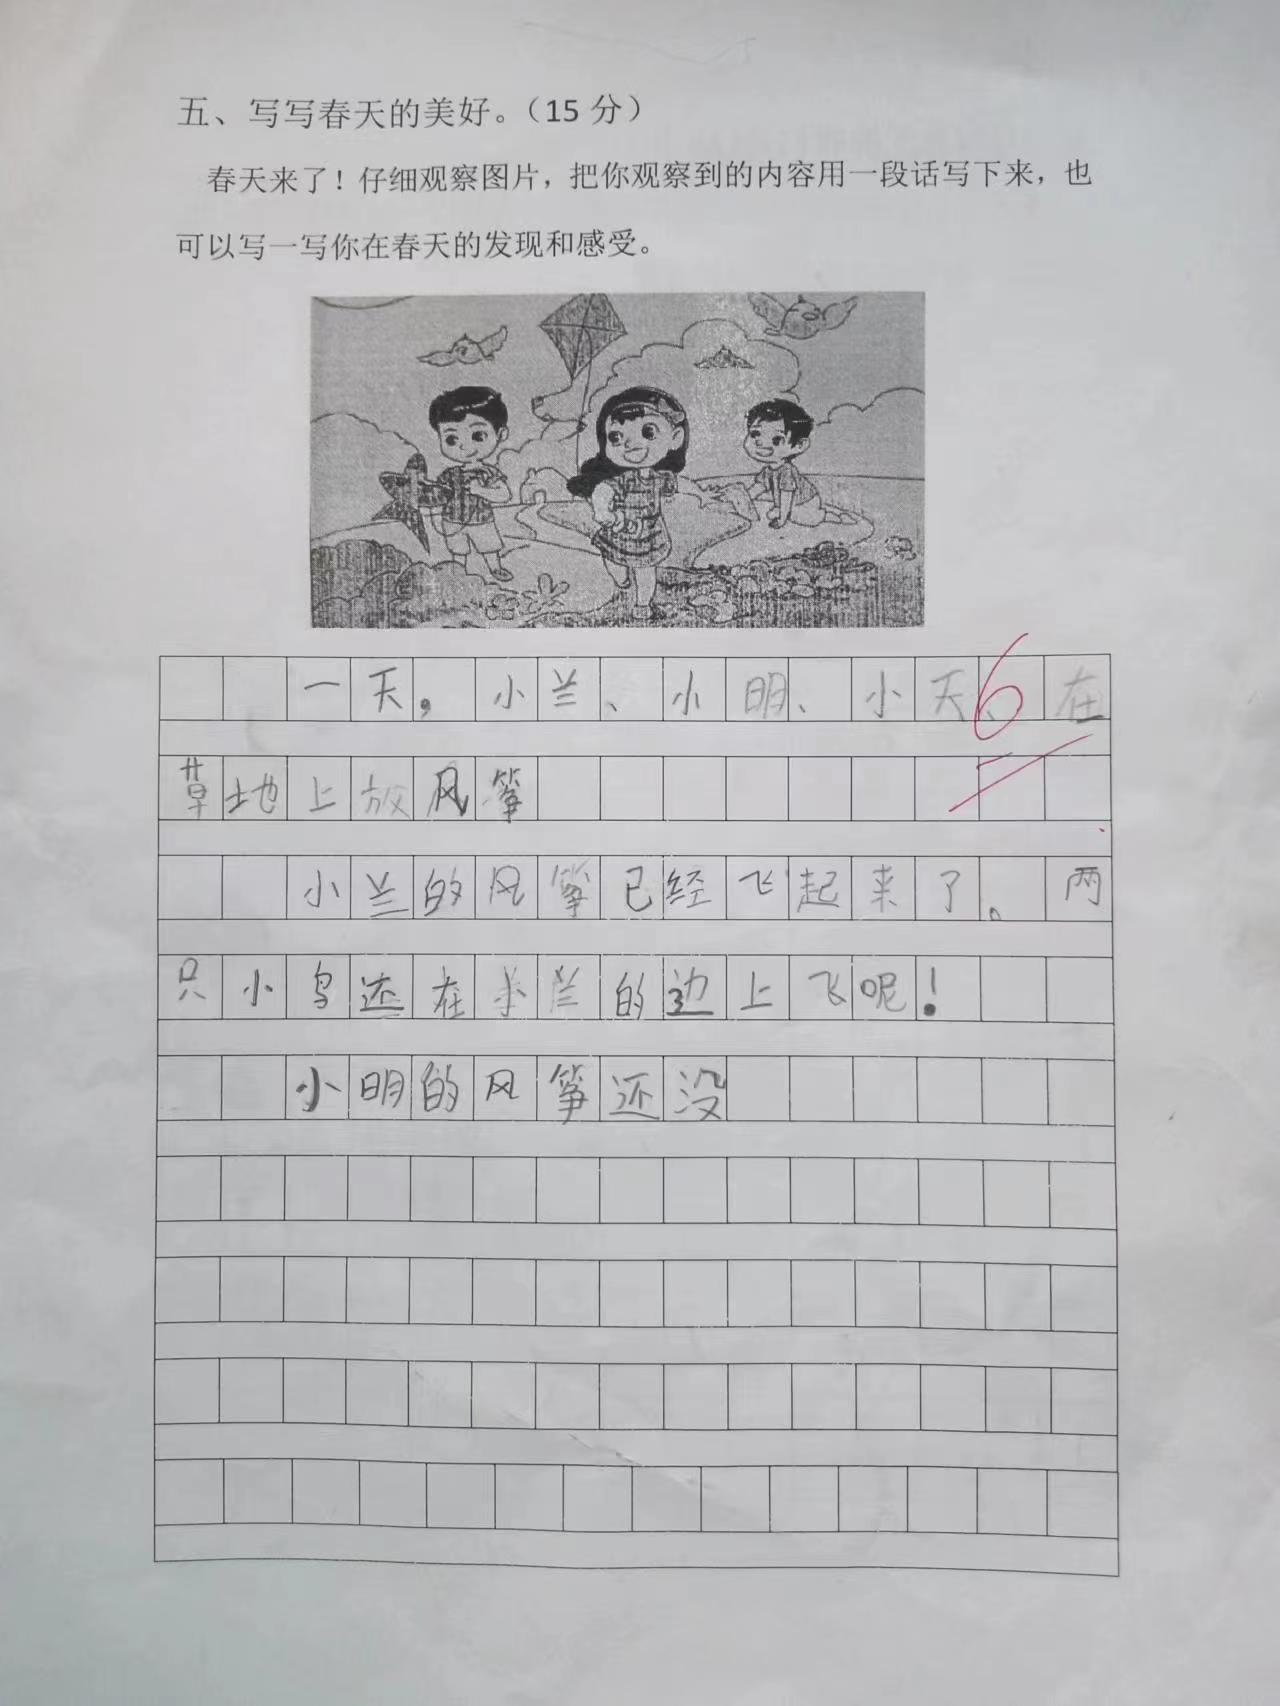 五、写写春天的美好。（15 分）
春天来了！仔细观察图片，把你观察到的内容用一段话写下来，也
可以写一写你在春天的发现和感受。
一天，小兰、小明、小天、在
6
草地上放风筝
小兰的风筝已经飞起来了。两
只小鸟还在小兰的边上飞呢！
小明的风筝还没